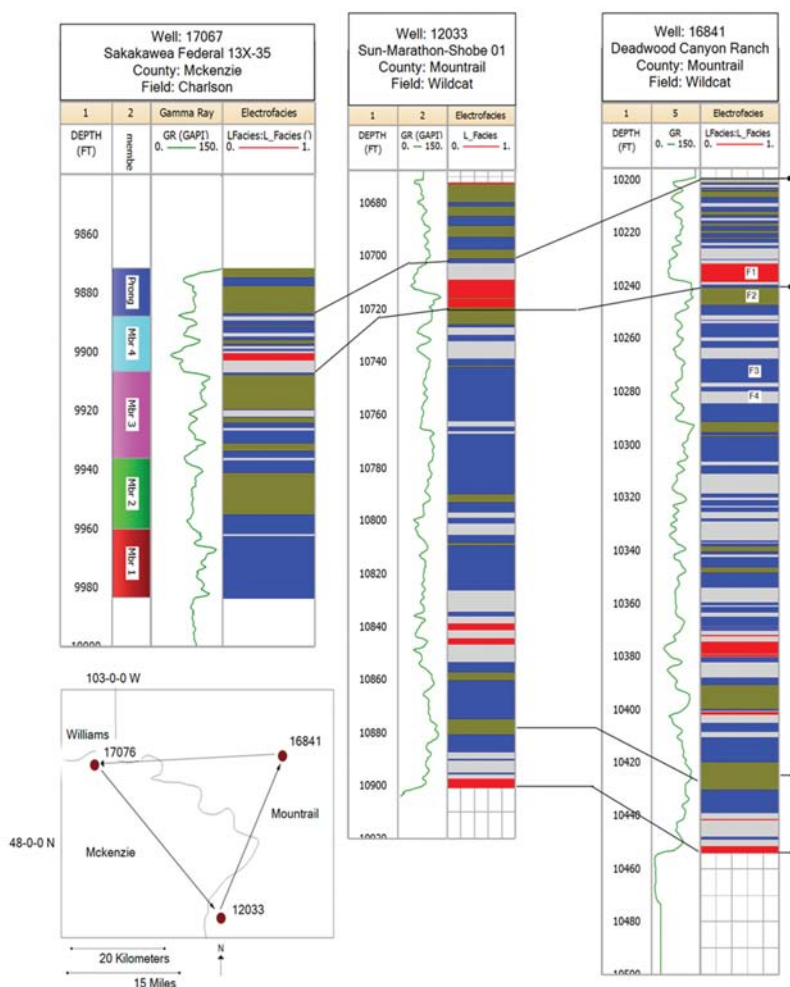 Well: 17067
Sakakawea Federal 13X-35
County: Mckenzie
Field: Charlson
1 2 Gamma Ray Electrofacies
DEPTH
(FT)
membe
GR (GAPI)
0. 150.
LFacies:L_Facies ()
0. 1.
9860
9880
9900
9920
9940
9960
9980
Prong
Mbr 4
Mbr 3
Mbr 2
Mbr 1
Well: 12033
Sun-Marathon-Shobe 01
County: Mountrail
Field: Wildcat
1 2 Electrofacies
DEPTH
(FT)
GR (GAPI)
0. 150.
L_Facies
0. 1.
10680
10700
10720
10740
10760
10780
10800
10820
10840
10860
10880
10900
Well: 16841
Deadwood Canyon Ranch
County: Mountrail
Field: Wildcat
1 5 Electrofacies
DEPTH
(FT)
GR
0. 150.
LFacies:L_Facies
0. 1.
10200
10220
10240
10260
10280
10300
10320
10340
10360
10380
10400
10420
10440
10460
10480
F1
F2
F3
F4
103-0-0 W
Williams
17076
16841
Mountrail
48-0-0 N
Mckenzie
12033
20 Kilometers
N
15 Miles